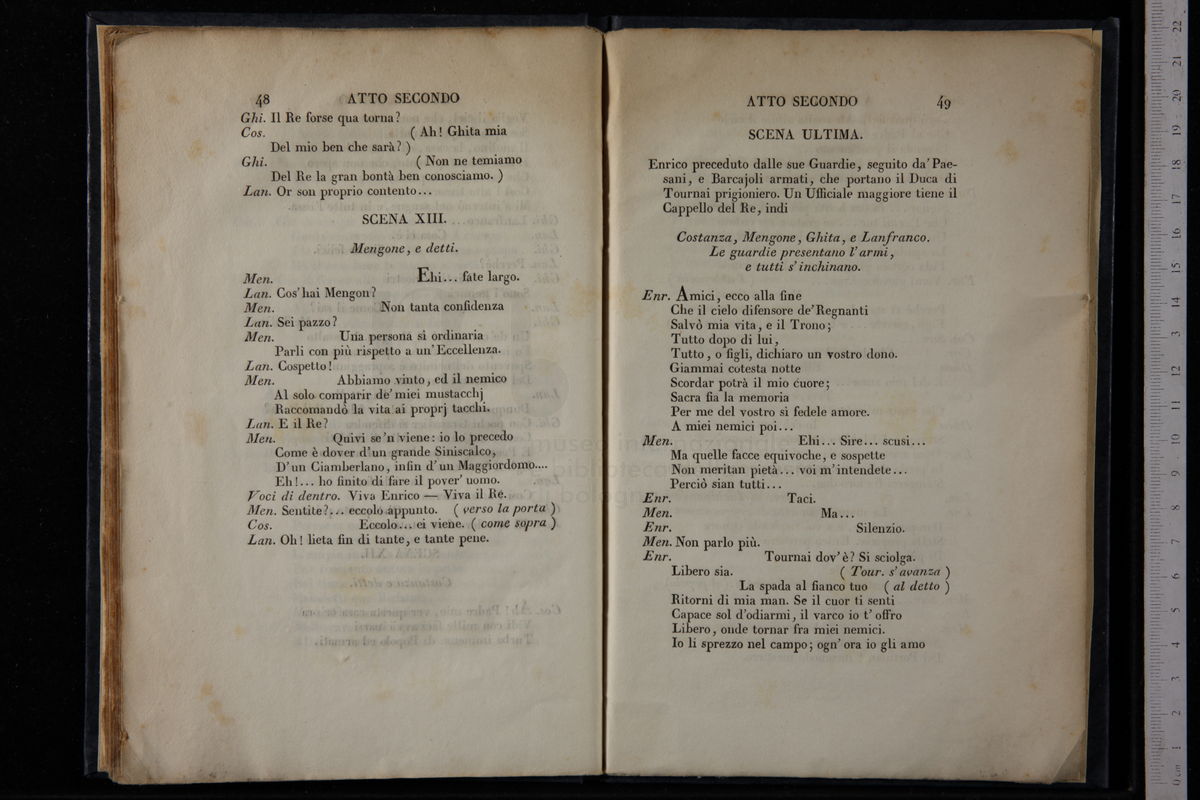 48 ATTO SECONDO
Ghi. Il Re forse qua torna?
Cos. ( Ah! Ghita mia
Del mio ben che sarà? )
Ghi. ( Non ne temiamo
Del Re la gran bontà ben conosciamo. )
Lan. Or son proprio contento...
SCENA XIII.
Mengone, e detti.
Men. Ehi... fate largo.
Lan. Cos' hai Mengon?
Men. Non tanta confidenza
Lan. Sei pazzo?
Men. Una persona sì ordinaria
Parli con più rispetto a un' Eccellenza.
Lan. Cospetto!
Men. Abbiamo vinto, ed il nemico
Al solo comparir de' miei mustacchj
Raccomandò la vita ai proprj tacchi.
Lan. E il Re?
Men. Quivi se 'n viene: io lo precedo
Come è dover d' un grande Siniscalco,
D' un Ciamberlano, infin d' un Maggiordomo....
Eh!... ho finito di fare il pover' uomo.
Voci di dentro. Viva Enrico — Viva il Re.
Men. Sentite?... eccolo appunto. ( verso la porta )
Cos. Eccolo... ei viene. ( come sopra )
Lan. Oh! lieta fin di tante, e tante pene.
ATTO SECONDO 49
SCENA ULTIMA.
Enrico preceduto dalle sue Guardie, seguito da' Pae-
sani, e Barcajoli armati, che portano il Duca di
Tournai prigioniero. Un Ufficiale maggiore tiene il
Cappello del Re, indi
Costanza, Mengone, Ghita, e Lanfranco.
Le guardie presentano l' armi,
e tutti s' inchinano.
Enr. Amici, ecco alla fine
Che il cielo difensore de' Regnanti
Salvò mia vita, e il Trono;
Tutto dopo di lui,
Tutto, o figli, dichiaro un vostro dono.
Giammai cotesta notte
Scordar potrà il mio cuore;
Sacra fia la memoria
Per me del vostro sì fedele amore.
A miei nemici poi...
Men. Ehi... Sire... scusi...
Ma quelle facce equivoche, e sospette
Non meritan pietà... voi m' intendete...
Perciò sian tutti...
Enr. Taci.
Men. Ma...
Enr. Silenzio.
Men. Non parlo più.
Enr. Tournai dov' è? Si sciolga.
Libero sia. ( Tour. s' avanza )
La spada al fianco tuo ( al detto )
Ritorni di mia man. Se il cuor ti senti
Capace sol d'odiarmi, il varco io t' offro
Libero, onde tornar fra miei nemici.
Io li sprezzo nel campo; ogn' ora io gli amo